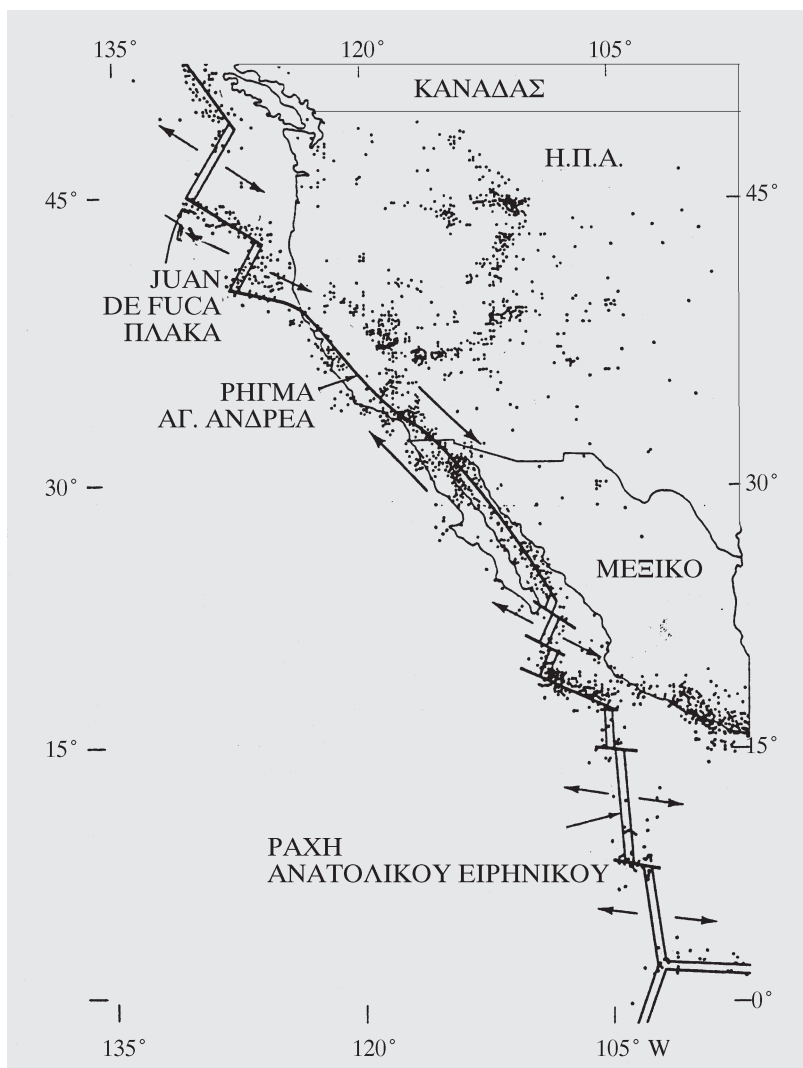 135° 120° 105°
ΚΑΝΑΔΑΣ
Η.Π.Α.
45° 45°
JUAN
DE FUCA
ΠΛΑΚΑ
ΡΗΓΜΑ
ΑΓ. ΑΝΔΡΕΑ
30° 30°
ΜΕΞΙΚΟ
15° 15°
ΡΑΧΗ
ΑΝΑΤΟΛΙΚΟΥ ΕΙΡΗΝΙΚΟΥ
0°
135° 120° 105° W